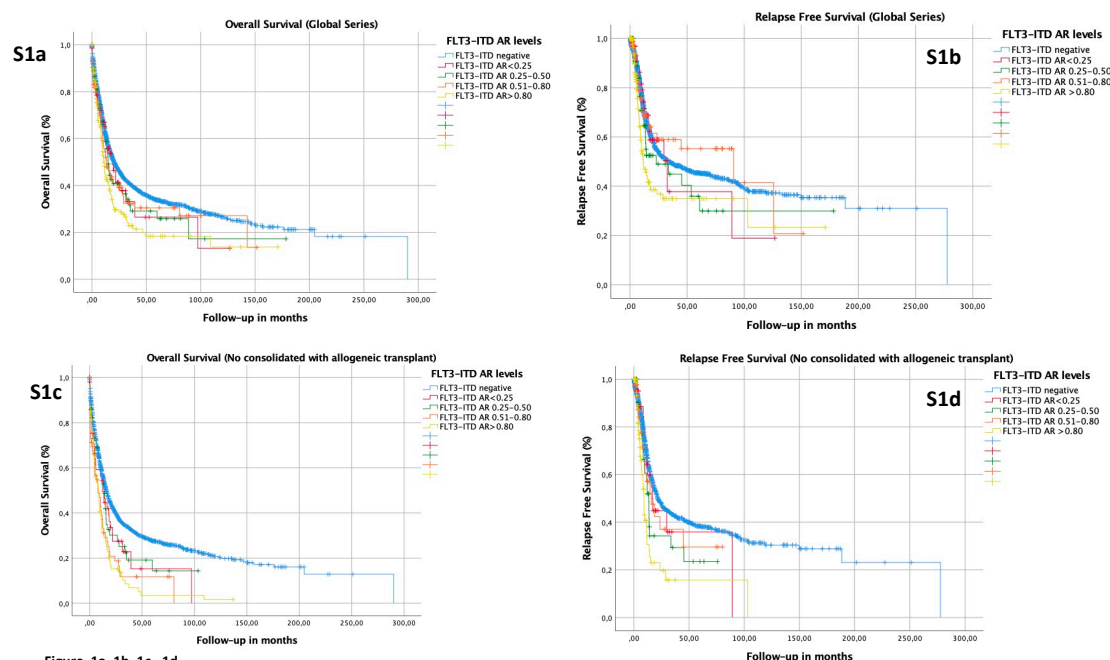 S1a
Overall Survival (Global Series)
Overall Survival (%)
1,0
0,8
0,6
0,4
0,2
0,0
,00 50,00 100,00 150,00 200,00 250,00 300,00
Follow-up in months
FLT3-ITD AR levels
FLT3-ITD negative
FLT3-ITD AR<0.25
FLT3-ITD AR 0.25-0.50
FLT3-ITD AR 0.51-0.80
FLT3-ITD AR>0.80
S1b
Relapse Free Survival (Global Series)
Relapse Free Survival (%)
1,0
0,8
0,6
0,4
0,2
0,0
,00 50,00 100,00 150,00 200,00 250,00 300,00
Follow-up in months
FLT3-ITD AR levels
FLT3-ITD negative
FLT3-ITD AR<0.25
FLT3-ITD AR 0.25-0.50
FLT3-ITD AR 0.51-0.80
FLT3-ITD AR >0.80
S1c
Overall Survival (No consolidated with allogeneic transplant)
Overall Survival (%)
1,0
0,8
0,6
0,4
0,2
0,0
,00 50,00 100,00 150,00 200,00 250,00 300,00
Follow-up in months
FLT3-ITD AR levels
FLT3-ITD negative
FLT3-ITD AR<0.25
FLT3-ITD AR 0.25-0.50
FLT3-ITD AR 0.51-0.80
FLT3-ITD AR>0.80
S1d
Relapse Free Survival (No consolidated with allogeneic transplant)
Relapse Free Survival (%)
1,0
0,8
0,6
0,4
0,2
0,0
,00 50,00 100,00 150,00 200,00 250,00 300,00
Follow-up in months
FLT3-ITD AR levels
FLT3-ITD negative
FLT3-ITD AR<0.25
FLT3-ITD AR 0.25-0.50
FLT3-ITD AR 0.51-0.80
FLT3-ITD AR >0.80